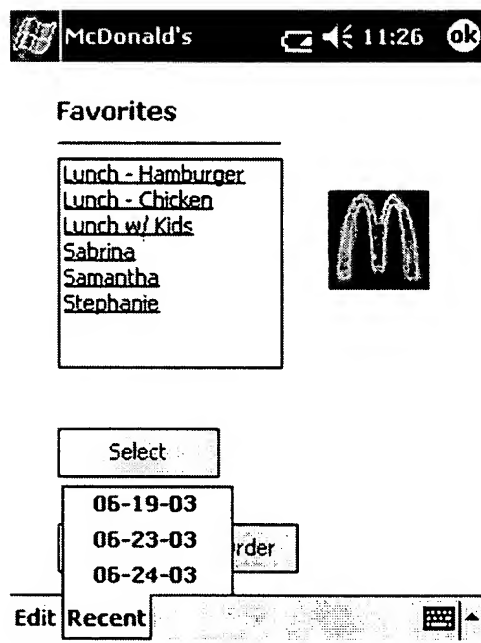 McDonald's 11:26 ok
Favorites
Lunch - Hamburger
Lunch - Chicken
Lunch w/ Kids
Sabrina
Samantha
Stephanie
Select
06-19-03
06-23-03
rder
06-24-03
Edit Recent